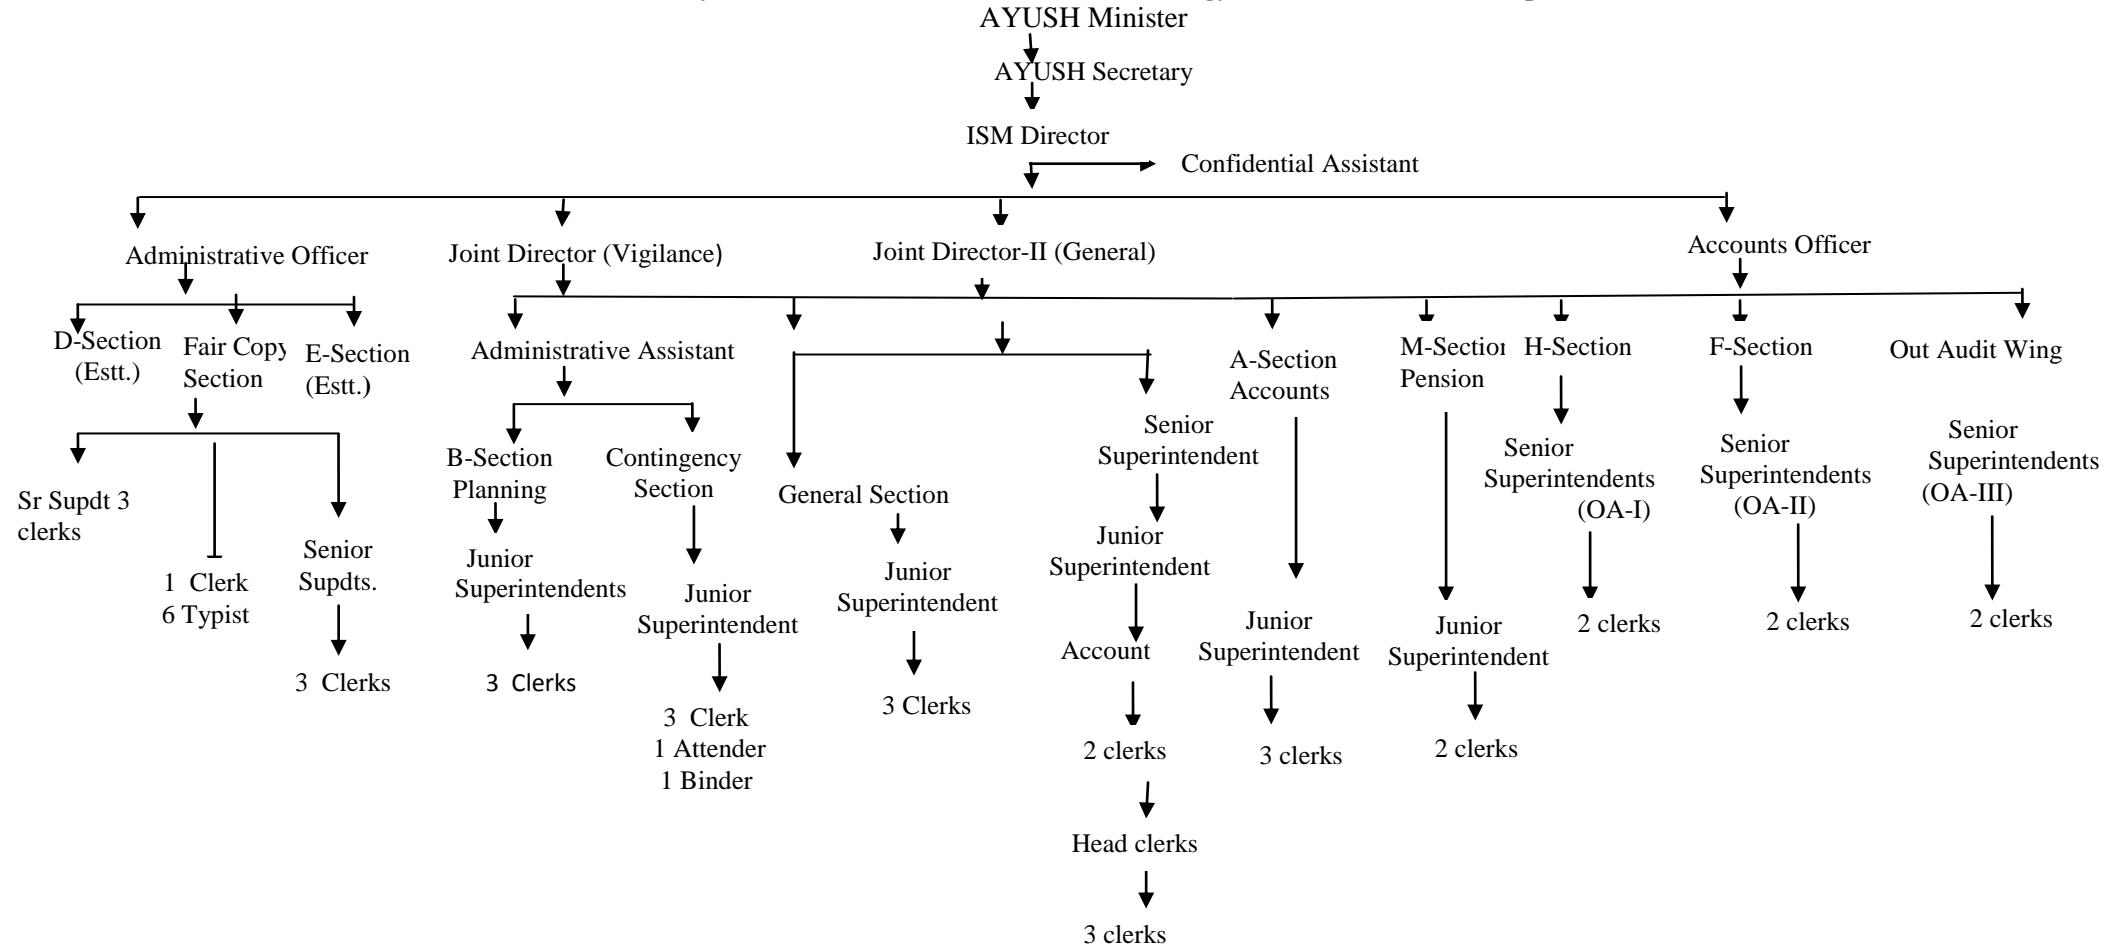 AYUSH Minister
AYUSH Secretary
ISM Director
Confidential Assistant
Administrative Officer
Joint Director (Vigilance)
Joint Director-II (General)
Accounts Officer
D-Section
(Estt.)
Fair Copy
Section
E-Section
(Estt.)
Administrative Assistant
A-Section
Accounts
M-Section
Pension
H-Section
F-Section
Out Audit Wing
Sr Supdt 3
clerks
1 Clerk
6 Typist
Senior
Supdts.
3 Clerks
B-Section
Planning
Junior
Superintendents
3 Clerks
Contingency
Section
Junior
Superintendent
3 Clerk
1 Attender
1 Binder
General Section
Junior
Superintendent
3 Clerks
Senior
Superintendent
Junior
Superintendent
Account
2 clerks
Head clerks
3 clerks
Junior
Superintendent
3 clerks
Junior
Superintendent
2 clerks
Senior
Superintendents
(OA-I)
2 clerks
Senior
Superintendents
(OA-II)
2 clerks
Senior
Superintendents
(OA-III)
2 clerks